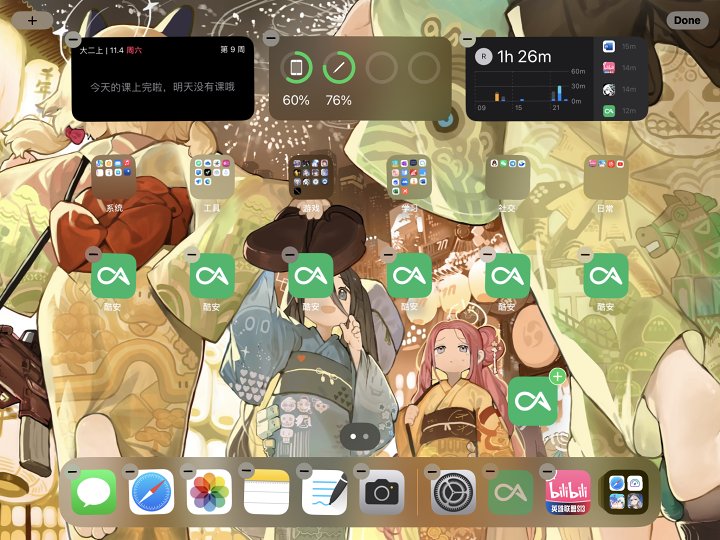 Done
大二上 | 11.4 周六
第 9 周
今天的课上完啦，明天没有课哦
60%
76%
R
1h 26m
60m
30m
0m
09
15
21
15m
14m
14m
12m
系统
工具
游戏
学习
社交
日常
酷安
酷安
酷安
酷安
酷安
酷安
bilibili
英雄联盟S13